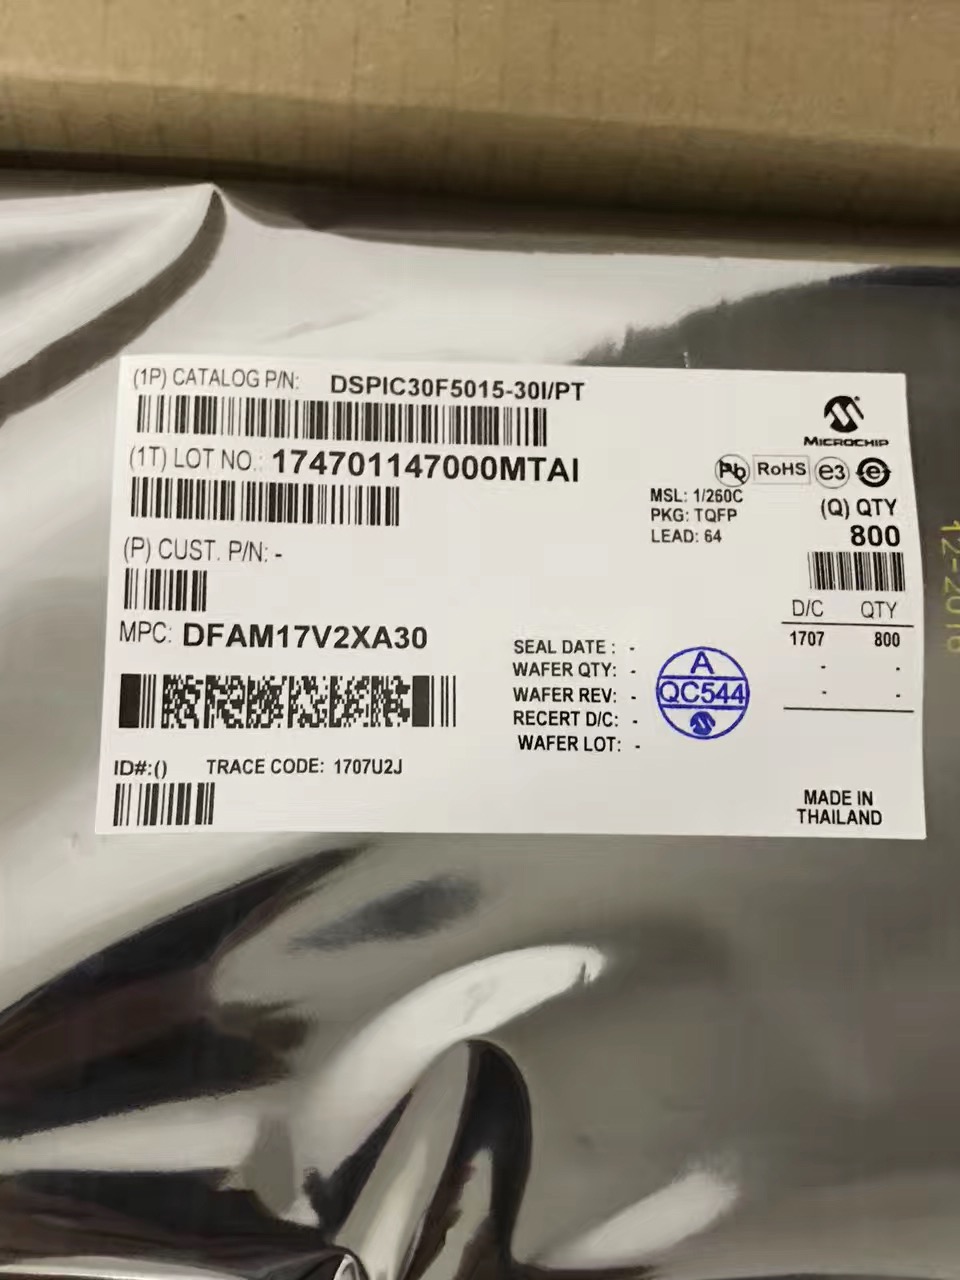 (1P) CATALOG P/N: DSPIC30F5015-30I/PT
MICROCHIP
(1T) LOT NO.: 174701147000MTAI
Pb RoHS e3 e
MSL: 1/260C
PKG: TQFP
LEAD: 64
(Q) QTY
800
(P) CUST. P/N: -
D/C QTY
1707 800
- -
- -
MPC: DFAM17V2XA30
SEAL DATE : -
WAFER QTY: -
WAFER REV: -
RECERT D/C: -
WAFER LOT: -
A
QC544
ID#:() TRACE CODE: 1707U2J
MADE IN
THAILAND